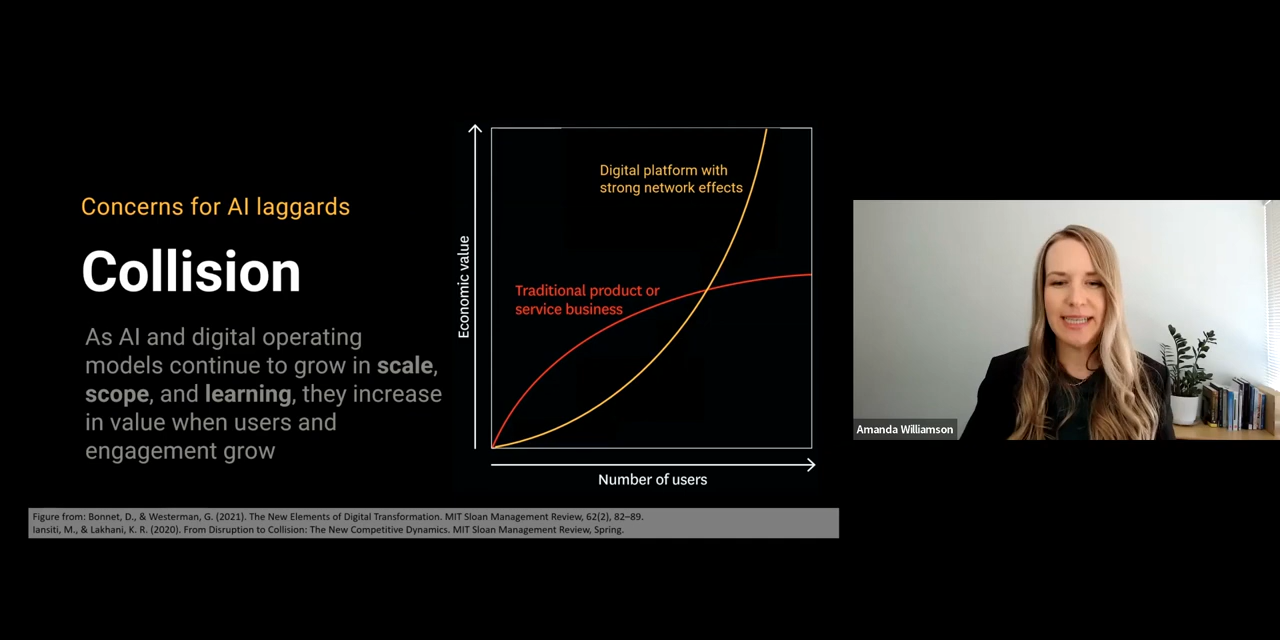 Concerns for AI laggards
Collision
As AI and digital operating
models continue to grow in scale,
scope, and learning, they increase
in value when users and
engagement grow
Economic value
Digital platform with
strong network effects
Traditional product or
service business
Number of users
Amanda Williamson
Figure from: Bonnet, D., & Westerman, G. (2021). The New Elements of Digital Transformation. MIT Sloan Management Review, 62(2), 82–89.
Iansiti, M., & Lakhani, K. R. (2020). From Disruption to Collision: The New Competitive Dynamics. MIT Sloan Management Review, Spring.